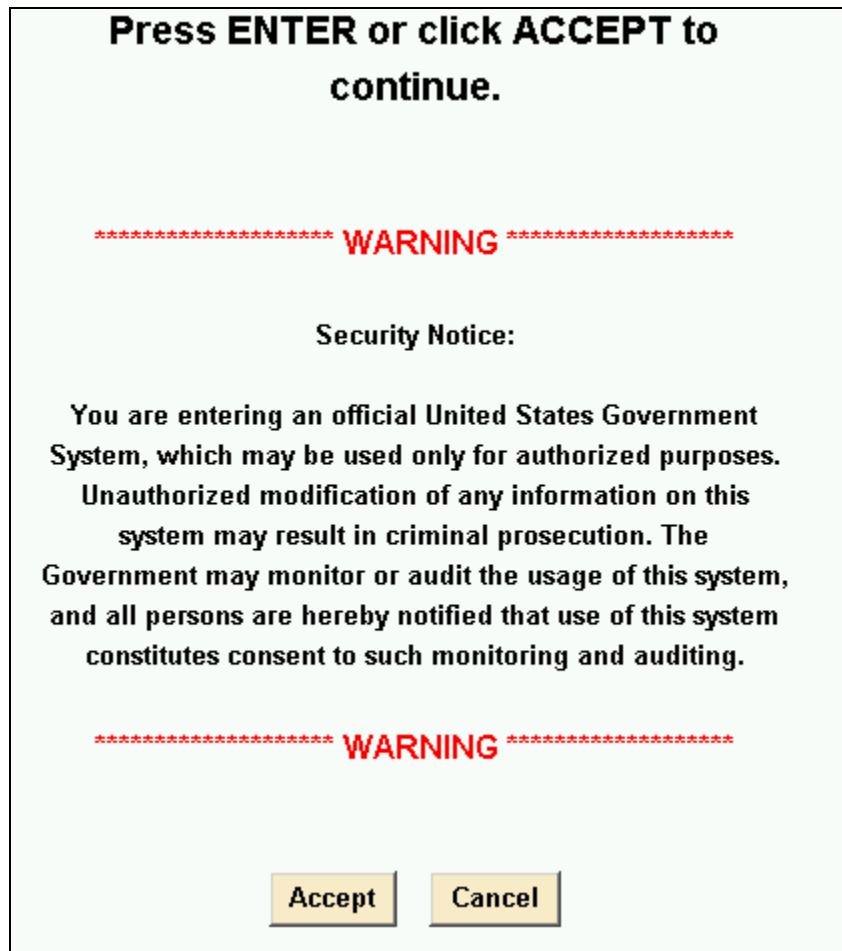 Press ENTER or click ACCEPT to
continue.
******************** WARNING *******************
Security Notice:
You are entering an official United States Government
System, which may be used only for authorized purposes.
Unauthorized modification of any information on this
system may result in criminal prosecution. The
Government may monitor or audit the usage of this system,
and all persons are hereby notified that use of this system
constitutes consent to such monitoring and auditing.
******************** WARNING *******************
Accept Cancel